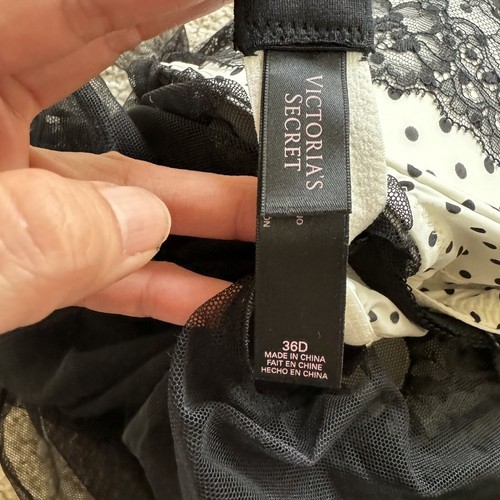 VICTORIA'S
SECRET
36D
MADE IN CHINA
FAIT EN CHINE
HECHO EN CHINA